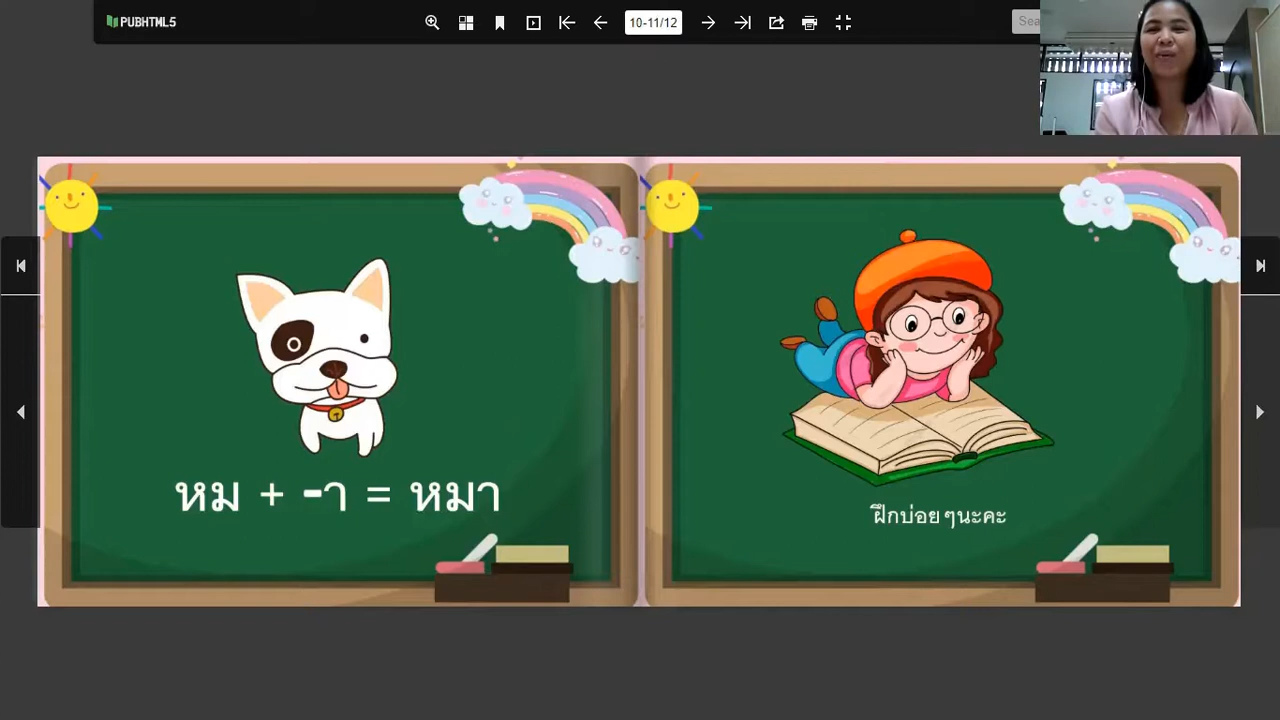 PUBHTML5
10-11/12
Sea
หม + -า = หมา
ฝึกบ่อยๆนะคะ